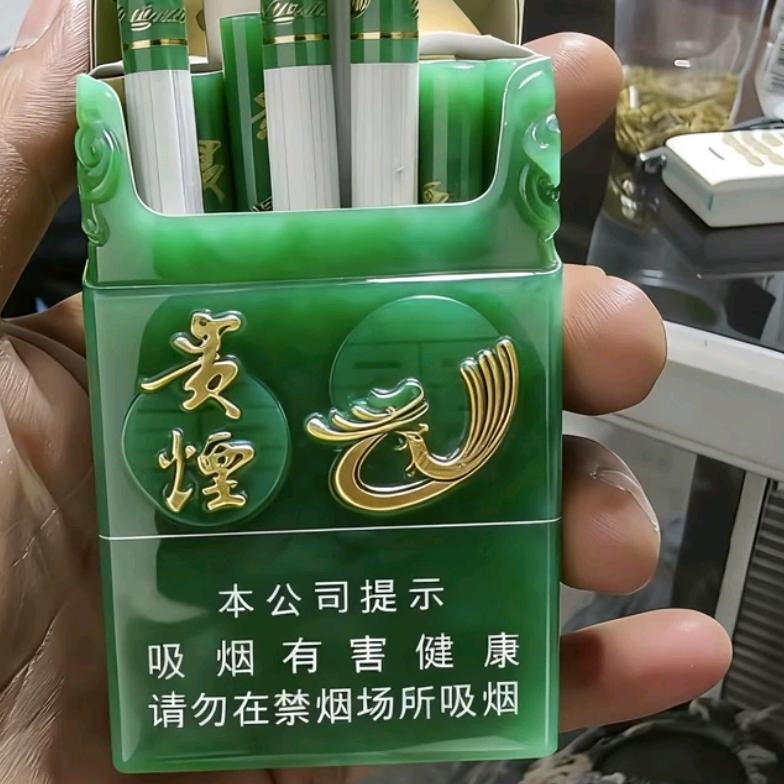 贵
煙
本公司提示
吸烟有害健康
请勿在禁烟场所吸烟